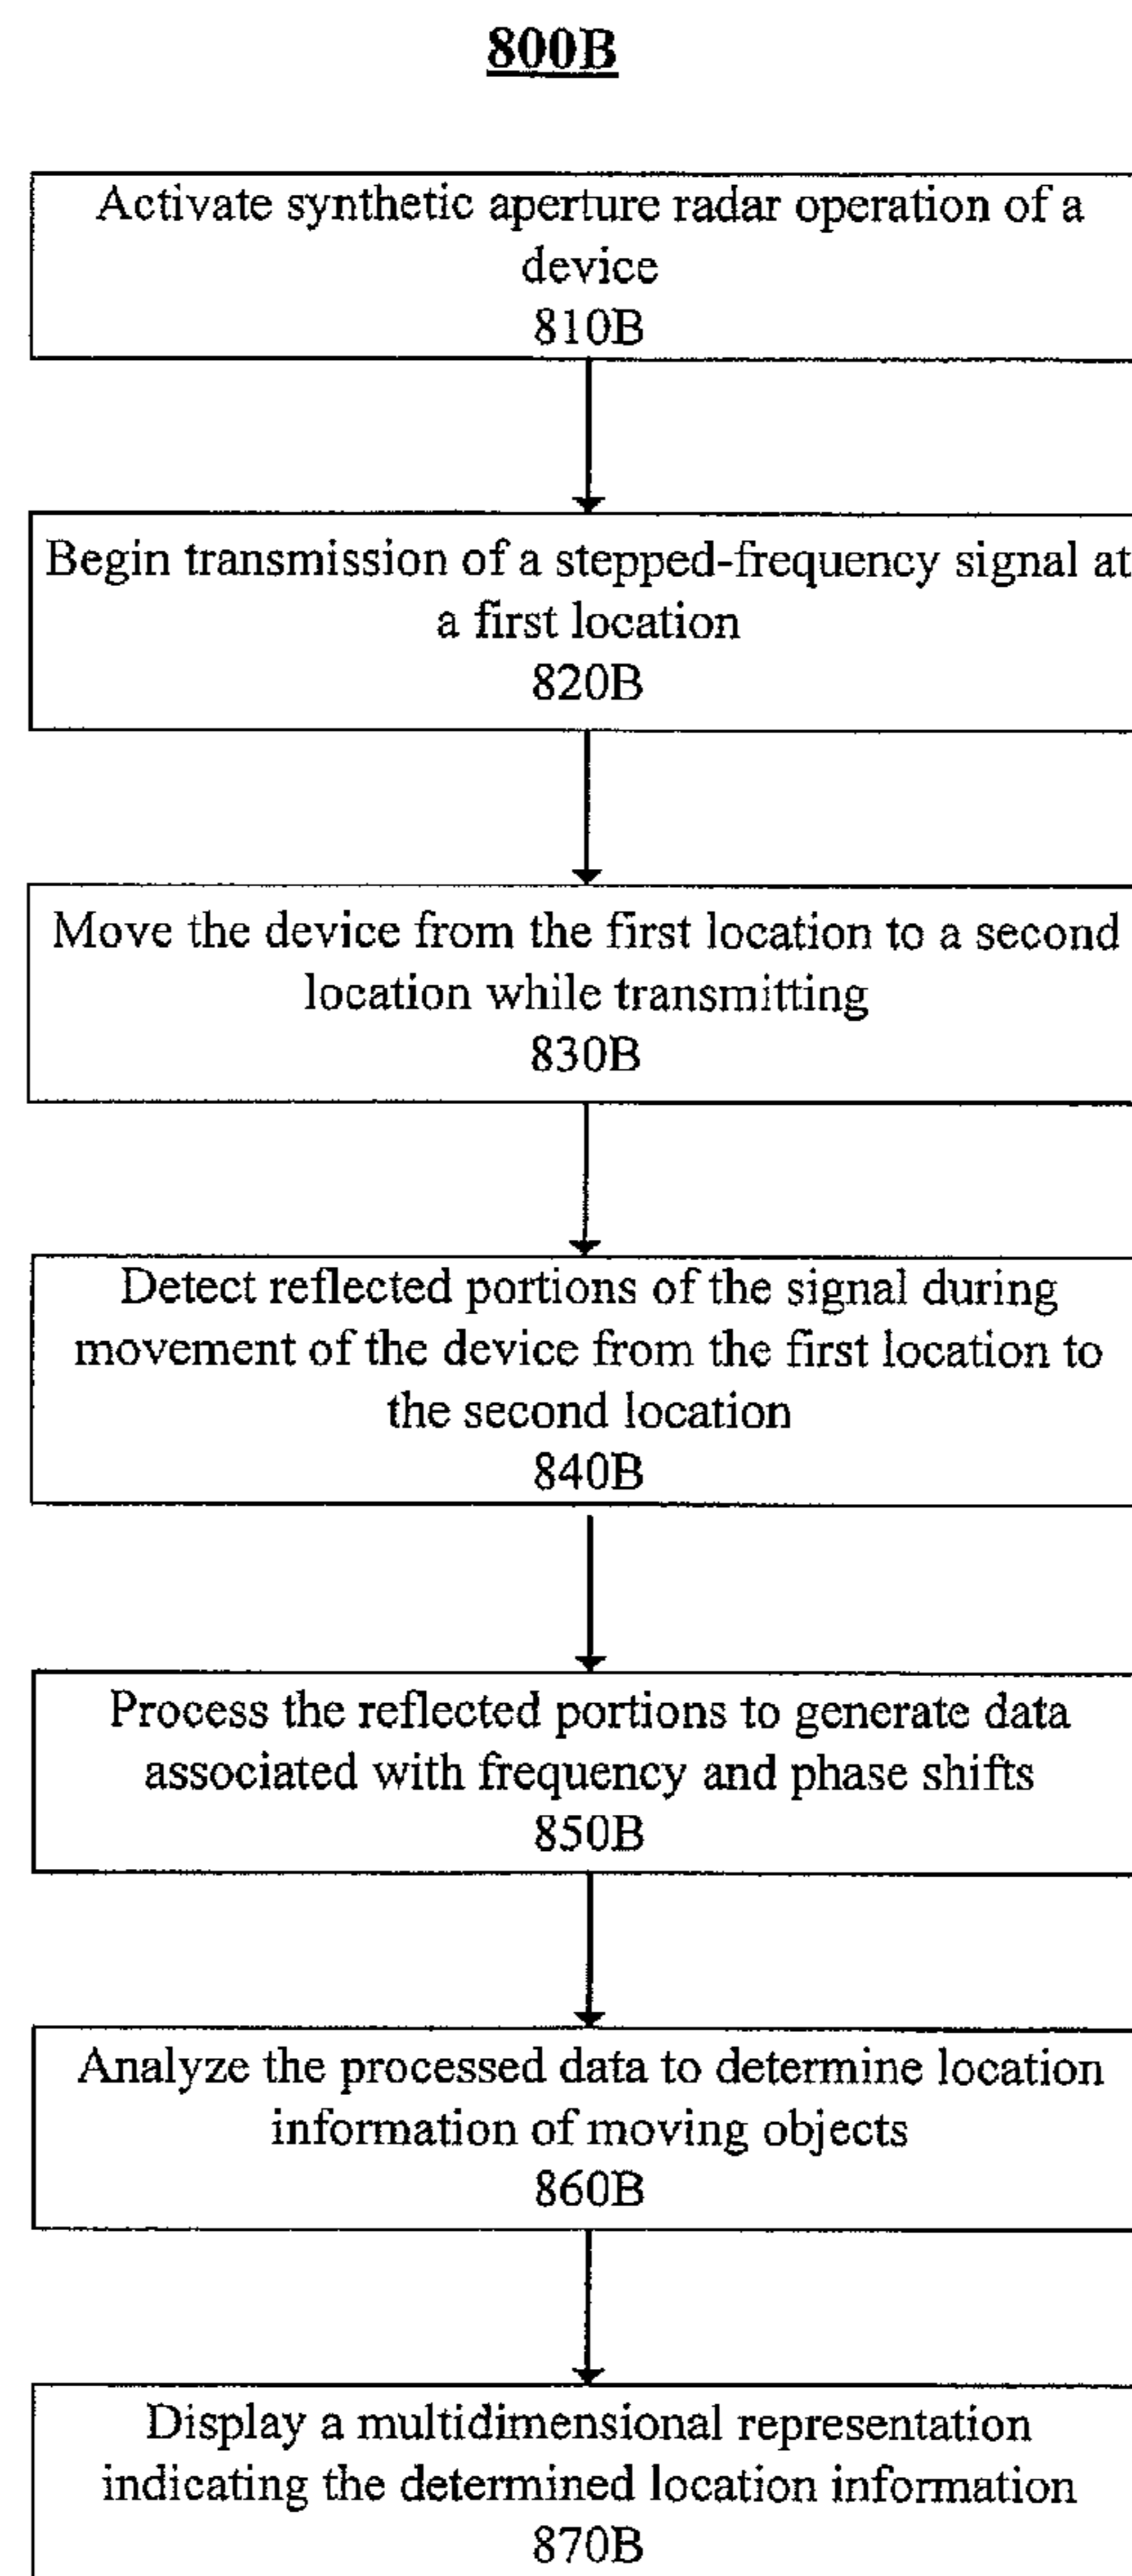 800B
Activate synthetic aperture radar operation of a
device
810B
Begin transmission of a stepped-frequency signal at
a first location
820B
Move the device from the first location to a second
location while transmitting
830B
Detect reflected portions of the signal during
movement of the device from the first location to
the second location
840B
Process the reflected portions to generate data
associated with frequency and phase shifts
850B
Analyze the processed data to determine location
information of moving objects
860B
Display a multidimensional representation
indicating the determined location information
870B